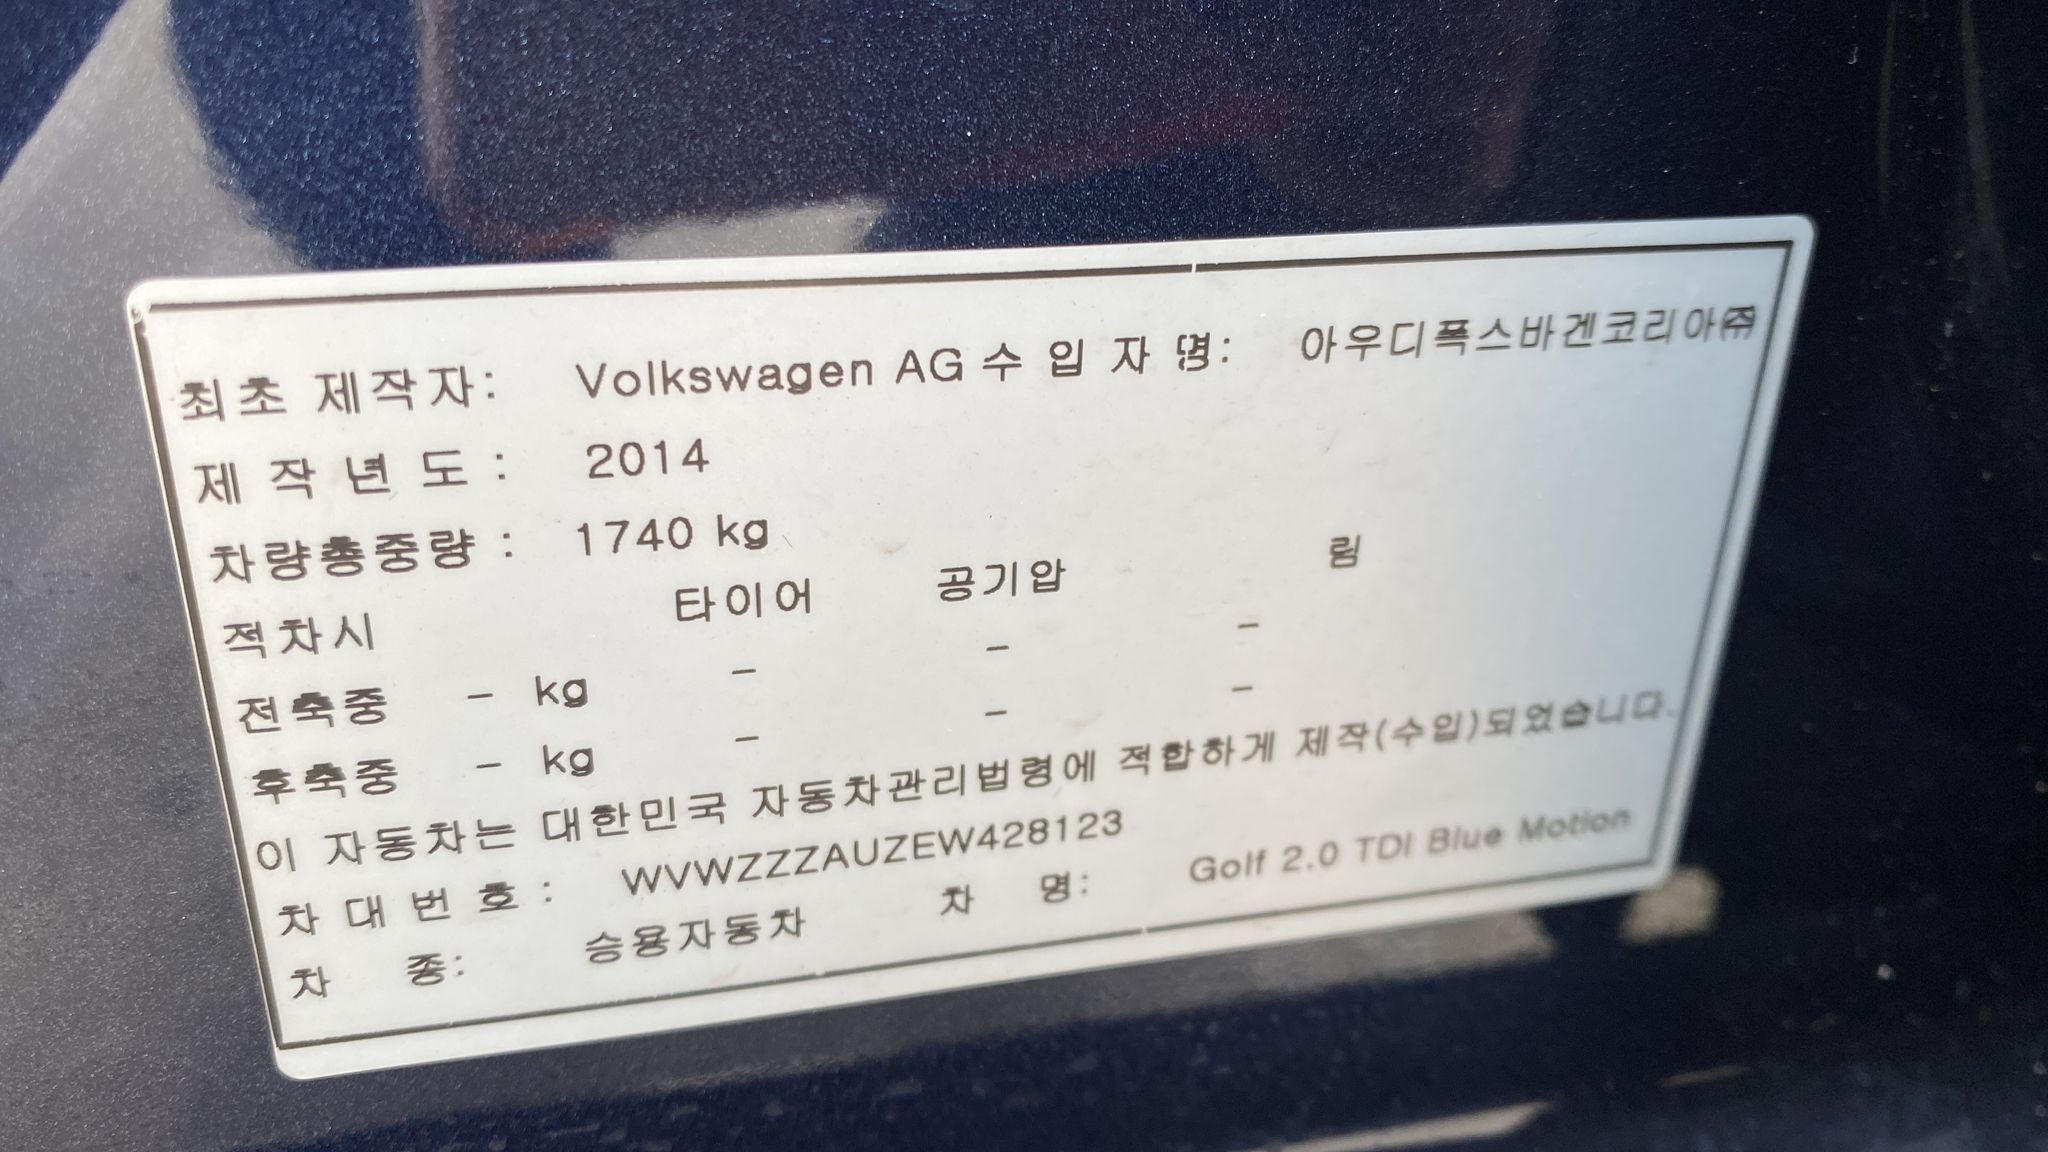 최초 제작자: Volkswagen AG 수 입 자 명: 아우디폭스바겐코리아㈜
제 작 년 도 : 2014
차량총중량 : 1740 kg
적차시 타이어 공기압 림
전축중 - kg - - -
후축중 - kg - - -
이 자동차는 대한민국 자동차관리법령에 적합하게 제작(수입)되었습니다.
차 대 번 호 : WVWZZZAUZEW428123
차 종: 승용자동차 차 명: Golf 2.0 TDI Blue Motion